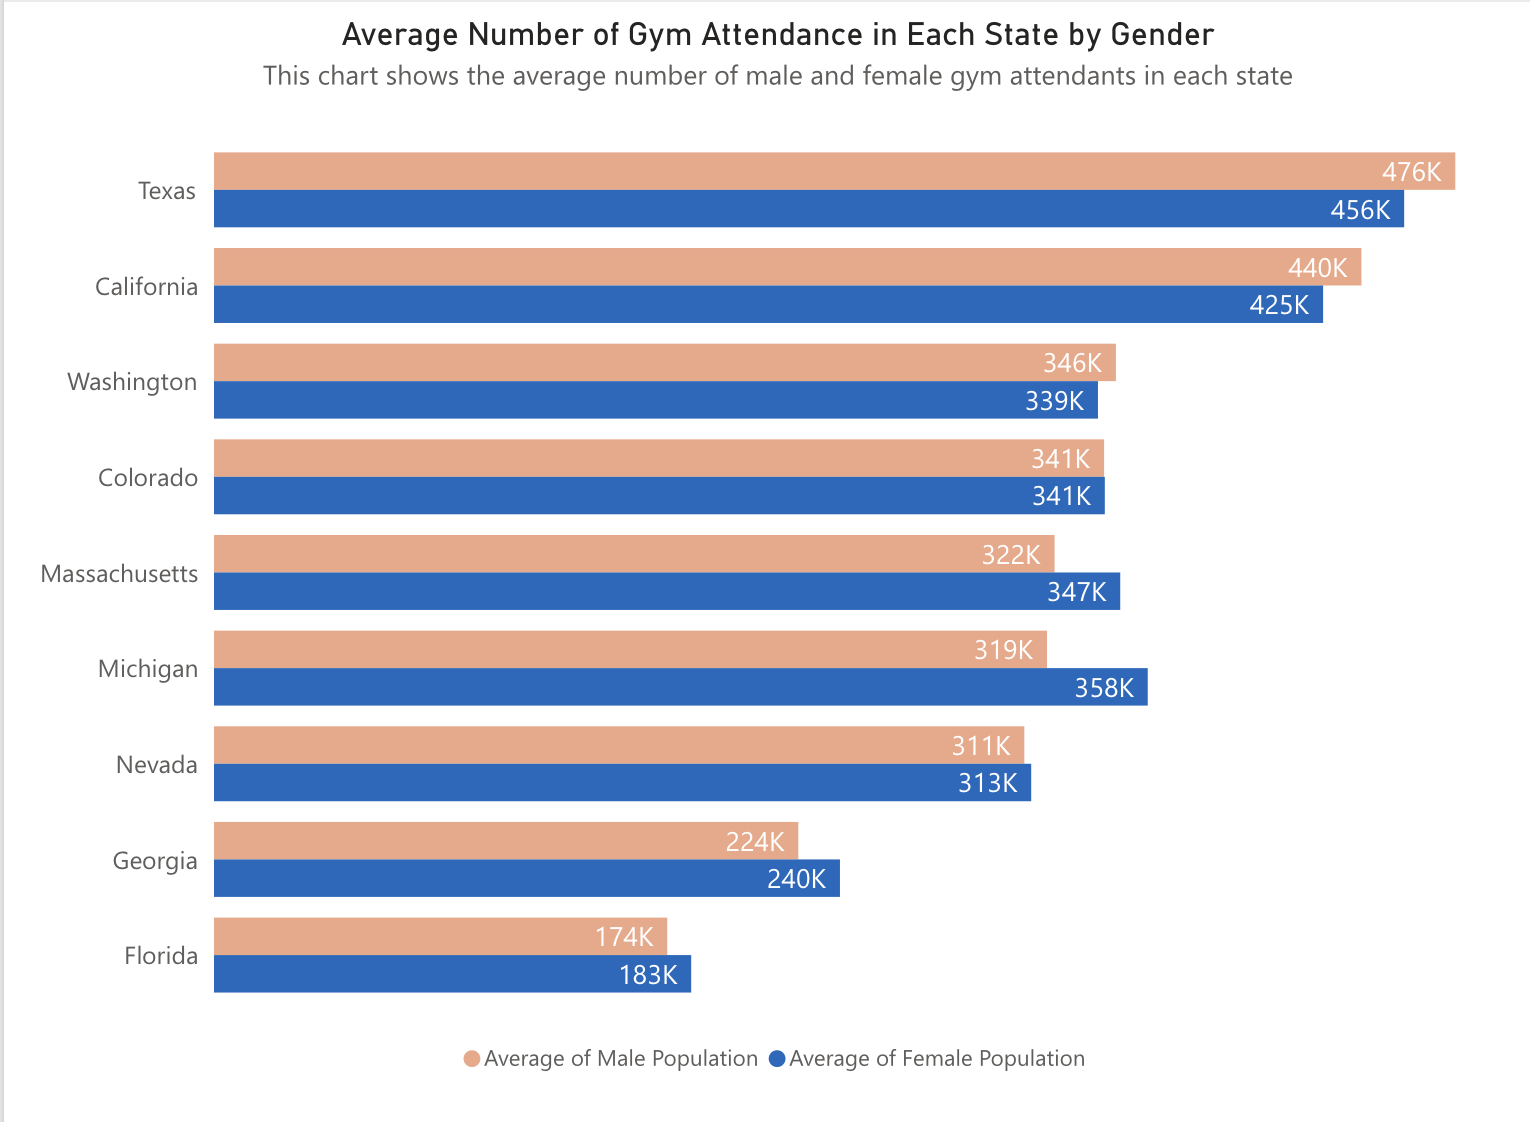 Average Number of Gym Attendance in Each State by Gender
This chart shows the average number of male and female gym attendants in each state
Texas
476K
456K
California
440K
425K
Washington
346K
339K
Colorado
341K
341K
Massachusetts
322K
347K
Michigan
319K
358K
Nevada
311K
313K
Georgia
224K
240K
Florida
174K
183K
Average of Male Population Average of Female Population